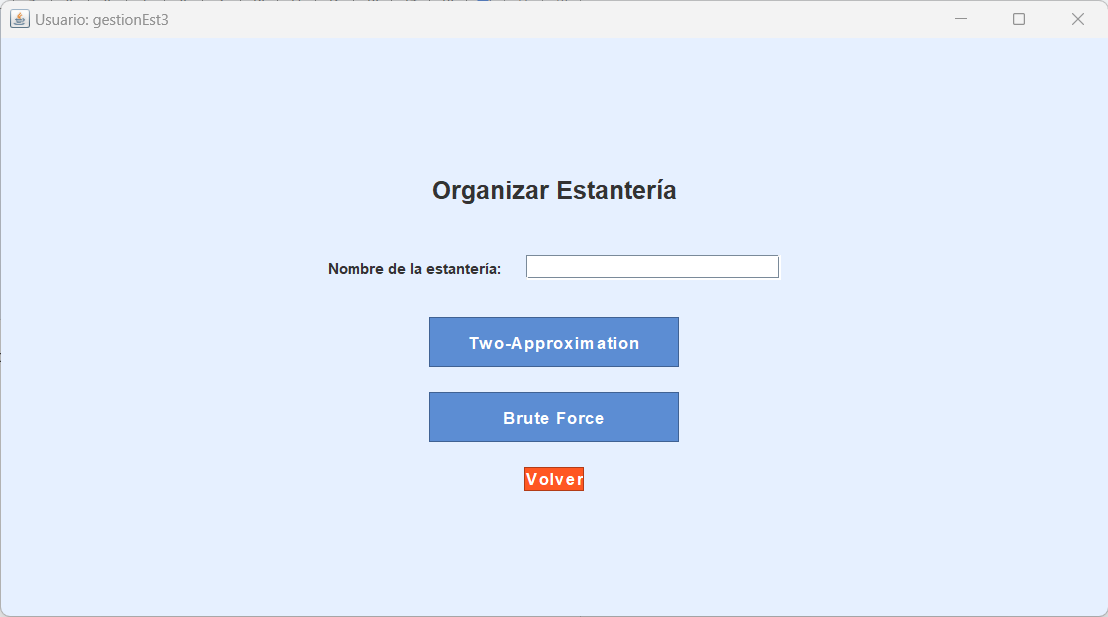 Usuario: gestionEst3
Organizar Estantería
Nombre de la estantería:
Two-Approximation
Brute Force
Volver